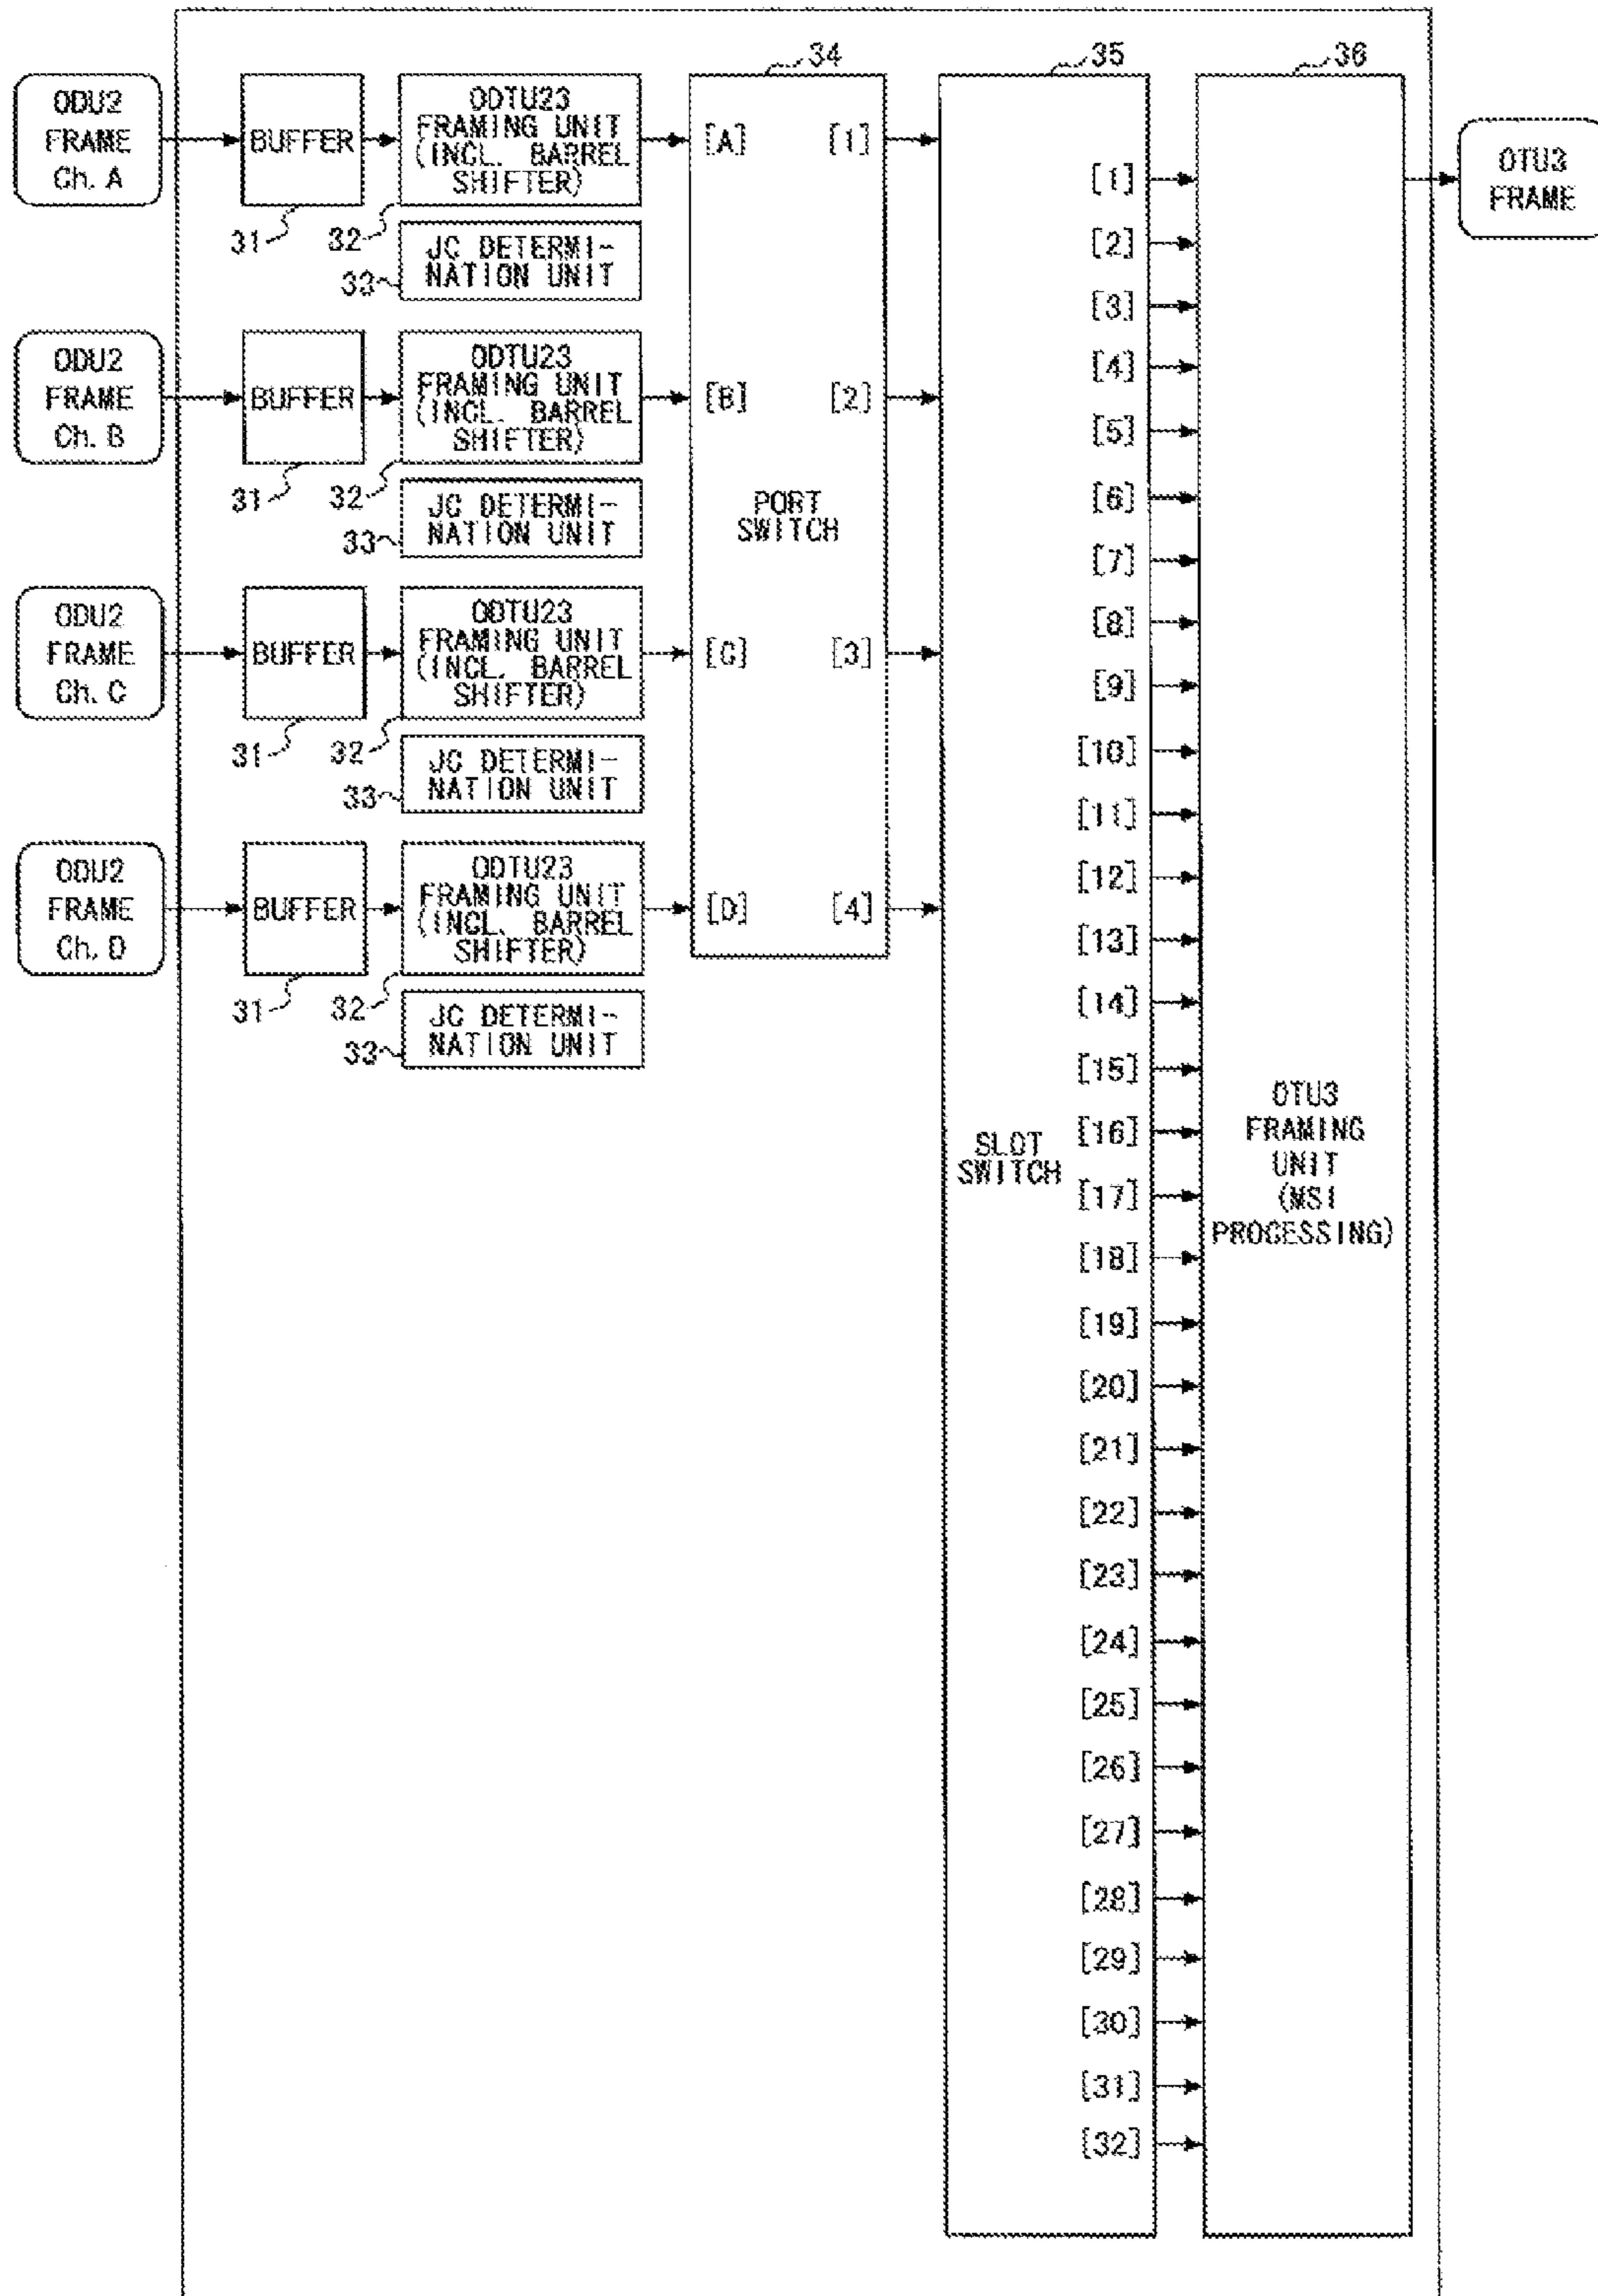 34
35
36
ODU2
FRAME
Ch. A
BUFFER
31
ODTU23
FRAMING UNIT
(INCL. BARREL
SHIFTER)
32
JC DETERMI-
NATION UNIT
33
ODU2
FRAME
Ch. B
BUFFER
31
ODTU23
FRAMING UNIT
(INCL. BARREL
SHIFTER)
32
JC DETERMI-
NATION UNIT
33
ODU2
FRAME
Ch. C
BUFFER
31
ODTU23
FRAMING UNIT
(INCL. BARREL
SHIFTER)
32
JC DETERMI-
NATION UNIT
33
ODU2
FRAME
Ch. D
BUFFER
31
ODTU23
FRAMING UNIT
(INCL. BARREL
SHIFTER)
32
JC DETERMI-
NATION UNIT
33
[A]
[B]
[C]
[D]
PORT
SWITCH
[1]
[2]
[3]
[4]
SLOT
SWITCH
[1]
[2]
[3]
[4]
[5]
[6]
[7]
[8]
[9]
[10]
[11]
[12]
[13]
[14]
[15]
[16]
[17]
[18]
[19]
[20]
[21]
[22]
[23]
[24]
[25]
[26]
[27]
[28]
[29]
[30]
[31]
[32]
OTU3
FRAMING
UNIT
(MSI
PROCESSING)
OTU3
FRAME